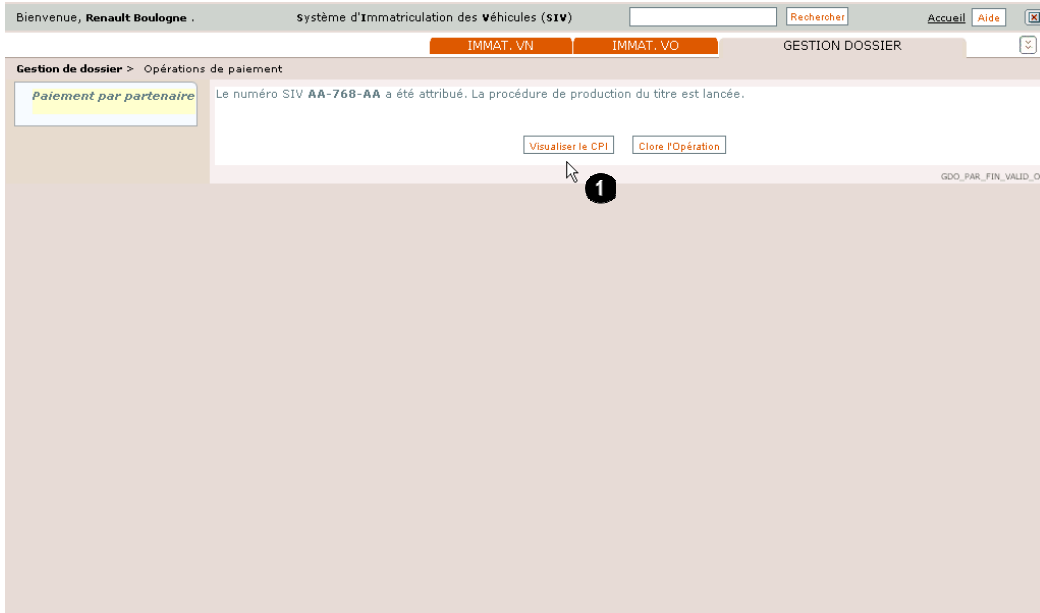 Bienvenue, Renault Boulogne . Système d'Immatriculation des Véhicules (SIV) Rechercher Accueil Aide
IMMAT. VN IMMAT. VO GESTION DOSSIER
Gestion de dossier > Opérations de paiement
Paiement par partenaire
Le numéro SIV AA-768-AA a été attribué. La procédure de production du titre est lancée.
Visualiser le CPI Clore l'Opération
1
GDO_PAR_FIN_VALID_O